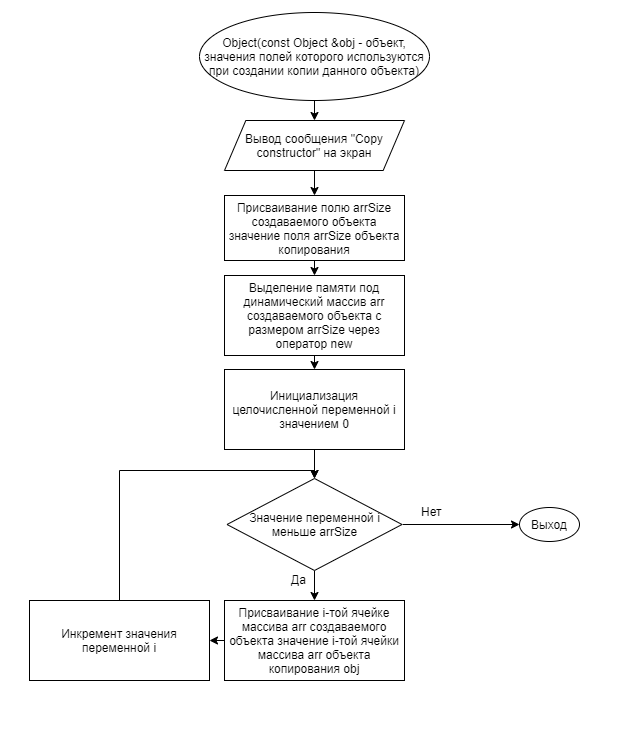 Object(const Object &obj - объект,
значения полей которого используются
при создании копии данного объекта)
Вывод сообщения "Copy
constructor" на экран
Присваивание полю arrSize
создаваемого объекта
значение поля arrSize объекта
копирования
Выделение памяти под
динамический массив arr
создаваемого объекта с
размером arrSize через
оператор new
Инициализация
целочисленной переменной i
значением 0
Значение переменной i
меньше arrSize
Нет
Выход
Да
Присваивание i-той ячейке
массива arr создаваемого
объекта значение i-той ячейки
массива arr объекта
копирования obj
Инкремент значения
переменной i